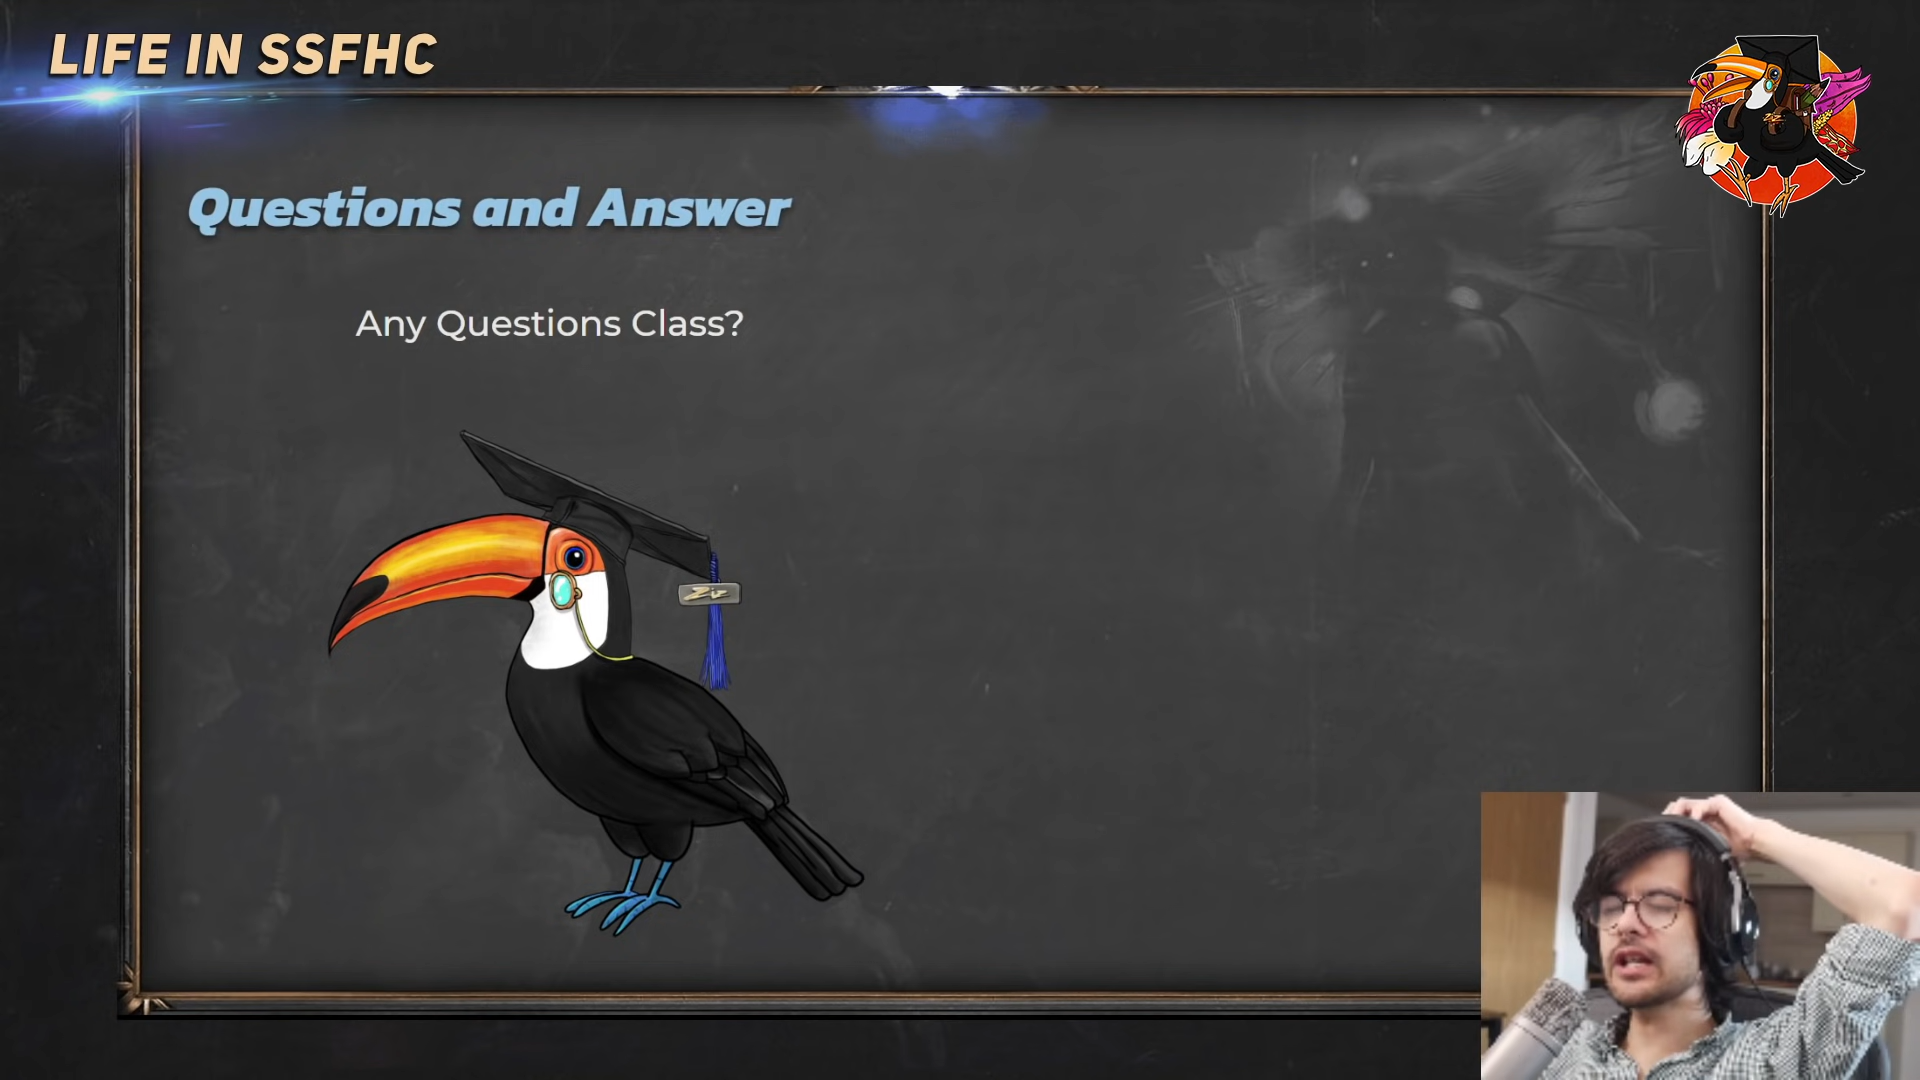 LIFE IN SSFHC
Questions and Answer
Any Questions Class?